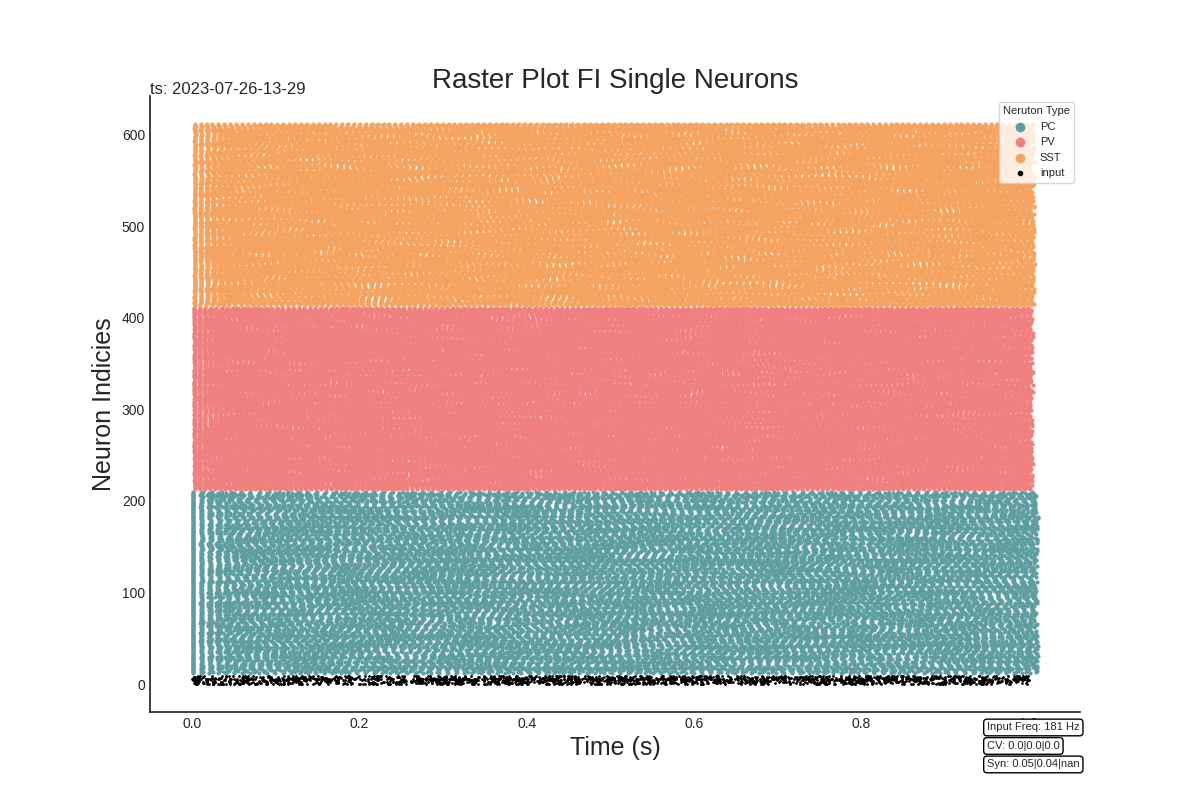 Raster Plot FI Single Neurons
ts: 2023-07-26-13-29
Neruton Type
PC
PV
SST
input
600
500
400
300
200
100
0
Neuron Indicies
0.0 0.2 0.4 0.6 0.8
Time (s)
Input Freq: 181 Hz
CV: 0.0|0.0|0.0
Syn: 0.05|0.04|nan